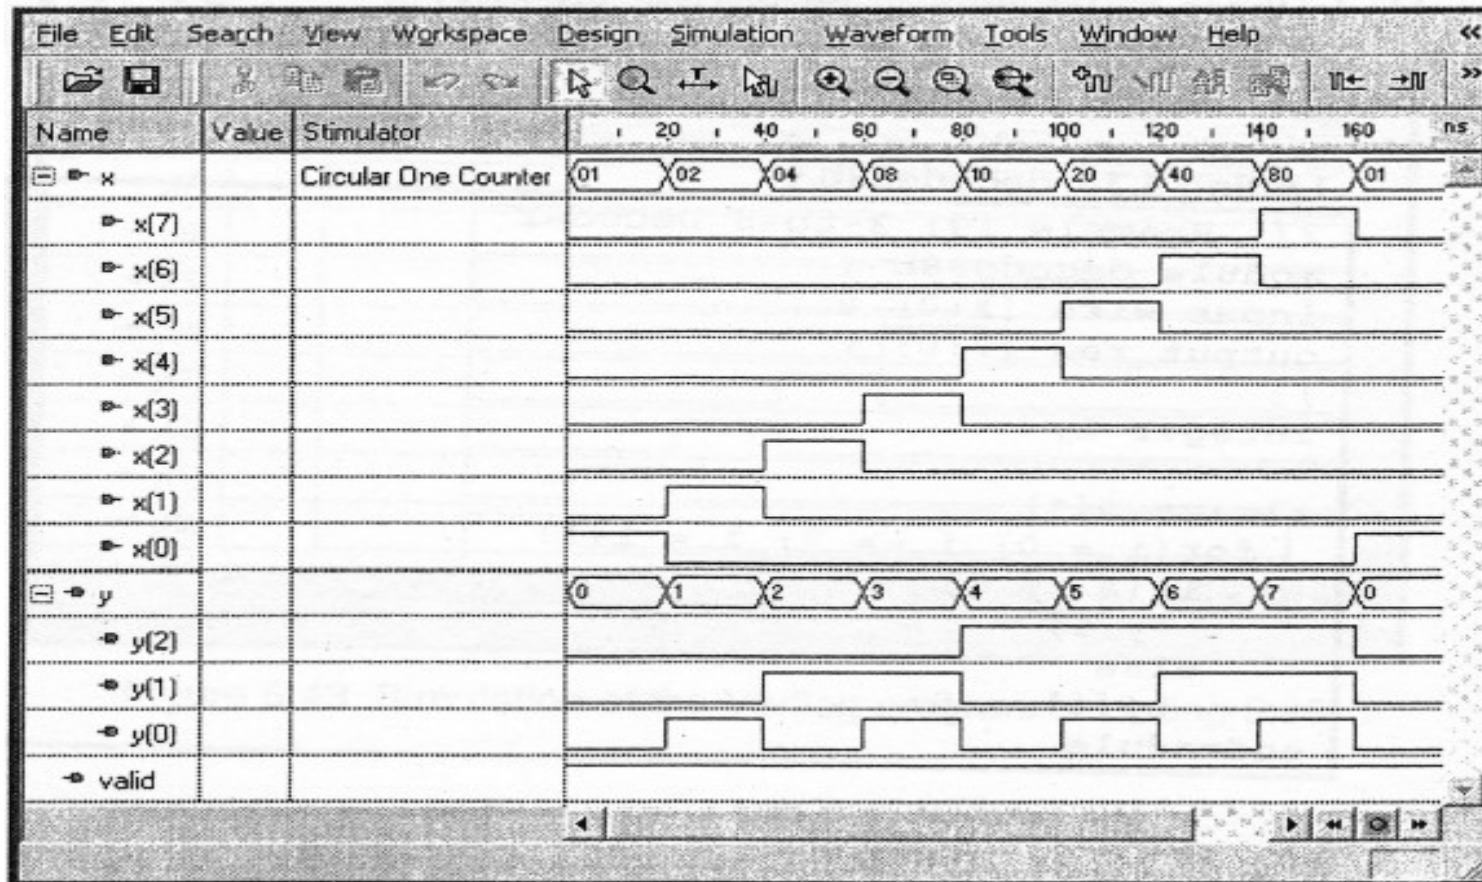 File Edit Search View Workspace Design Simulation Waveform Tools Window Help
Name Value Stimulator 20 40 60 80 100 120 140 160 ns
x Circular One Counter 01 02 04 08 10 20 40 80 01
x[7]
x[6]
x[5]
x[4]
x[3]
x[2]
x[1]
x[0]
y 0 1 2 3 4 5 6 7 0
y[2]
y[1]
y[0]
valid